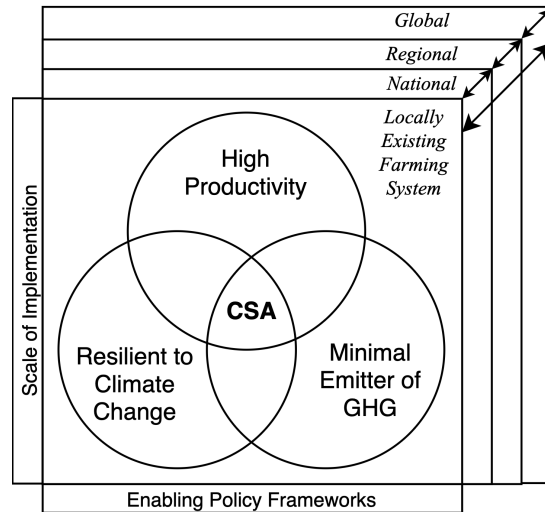 Global
Regional
National
Locally
Existing
Farming
System
High
Productivity
CSA
Resilient to
Climate
Change
Minimal
Emitter of
GHG
Scale of Implementation
Enabling Policy Frameworks